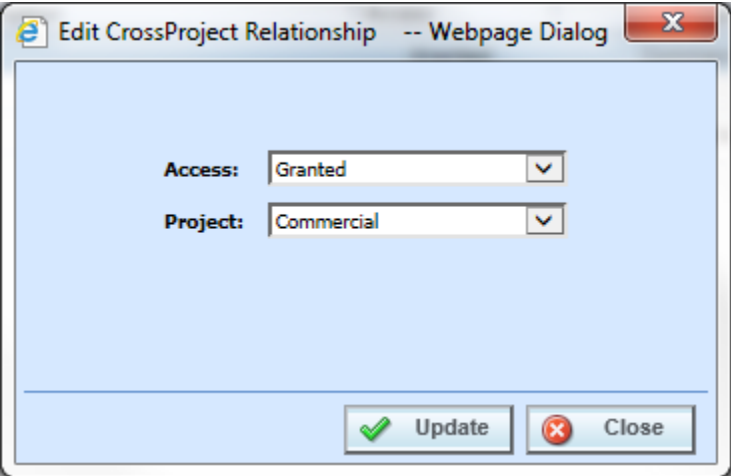 Edit CrossProject Relationship -- Webpage Dialog
Access: Granted
Project: Commercial
Update Close